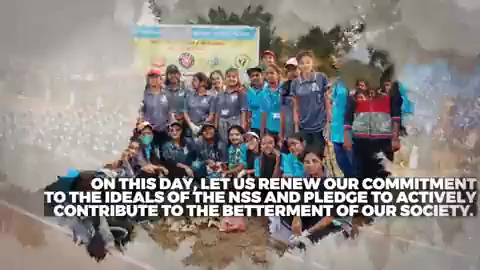 ON THIS DAY, LET US RENEW OUR COMMITMENT
TO THE IDEALS OF THE NSS AND PLEDGE TO ACTIVELY
CONTRIBUTE TO THE BETTERMENT OF OUR SOCIETY.